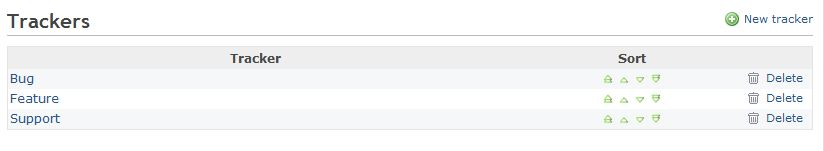 Trackers
New tracker
Tracker Sort
Bug Delete
Feature Delete
Support Delete